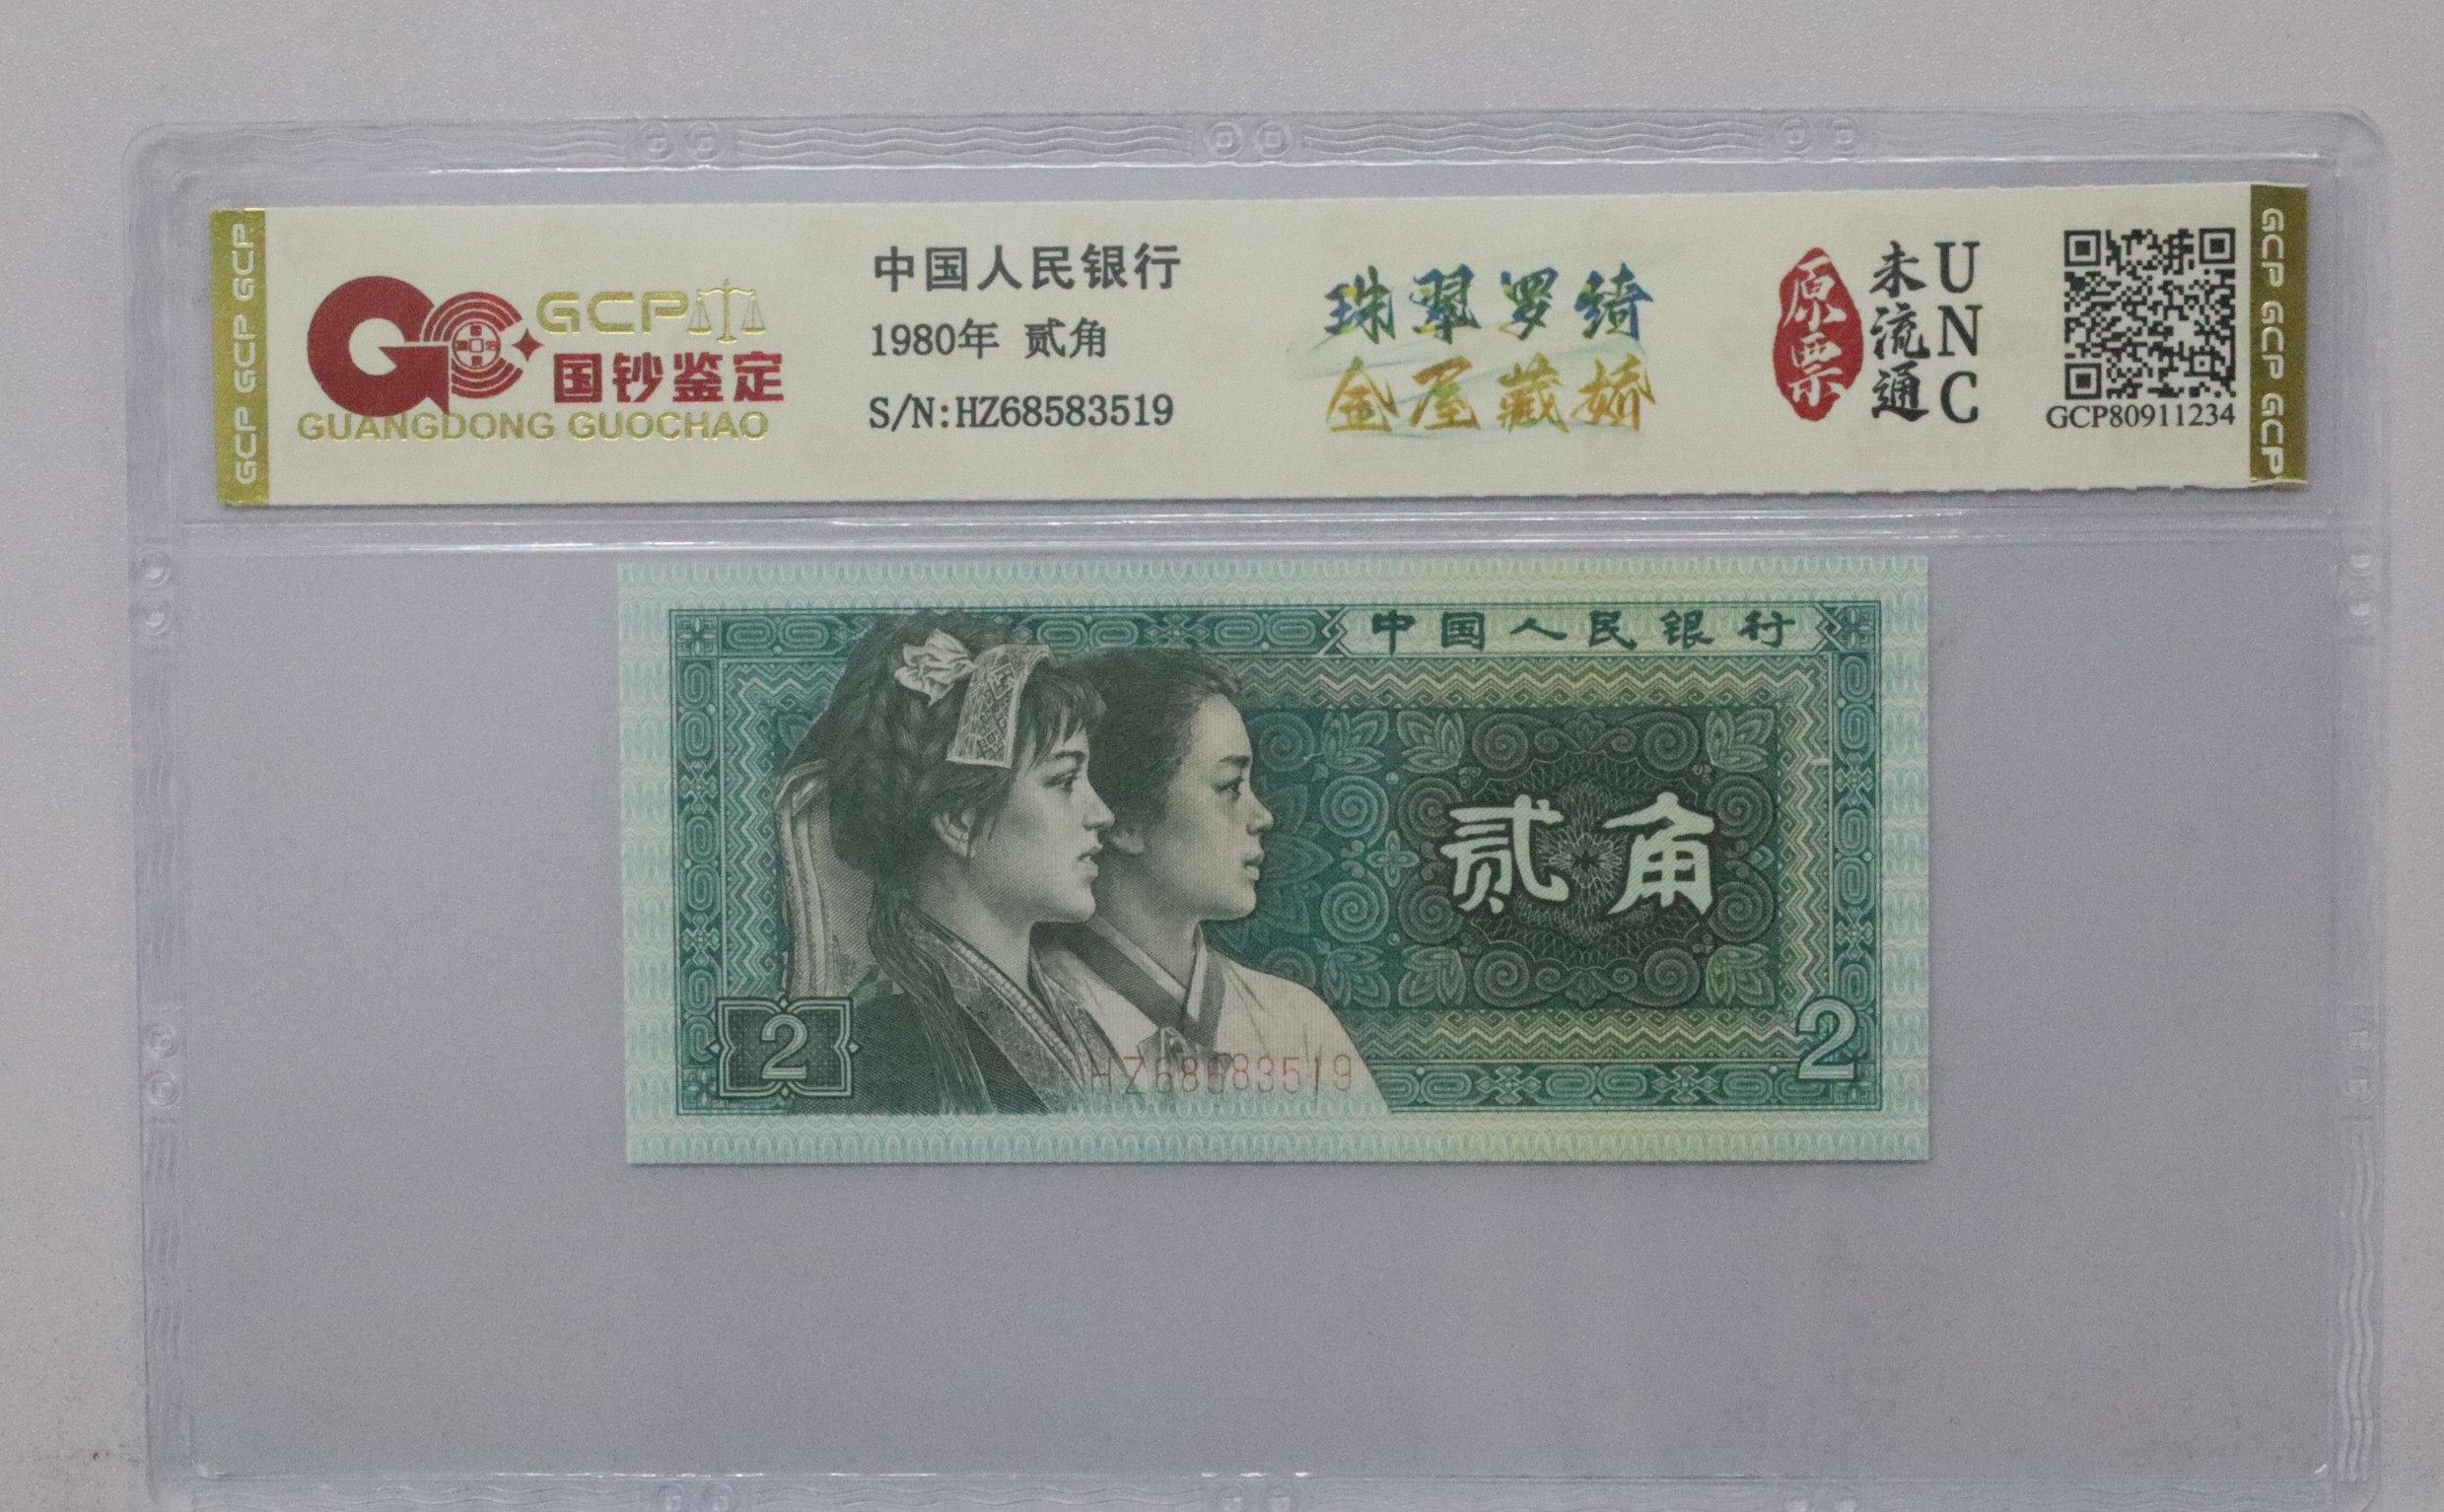 GCP GCP GCP
GCP
国钞鉴定
GUANGDONG GUOCHAO
中国人民银行
1980年 贰角
S/N:HZ68583519
珠翠罗绮
金屋藏娇
原票
未流通
UNC
GCP80911234
GCP GCP GCP
中国人民银行
贰角
2
HZ68583519
2